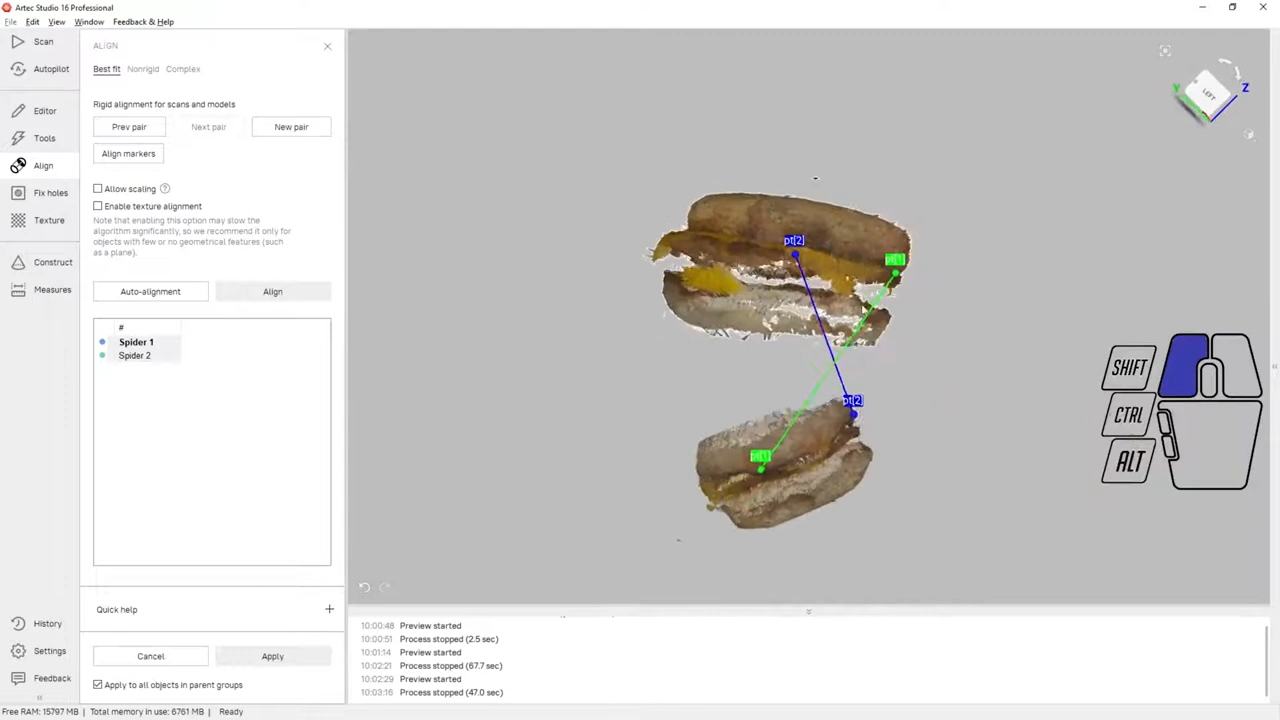 Artec Studio 16 Professional
File Edit View Window Feedback & Help
Scan
Autopilot
Editor
Tools
Align
Fix holes
Texture
Construct
Measures
History
Settings
Feedback
ALIGN
Best fit Nonrigid Complex
Rigid alignment for scans and models
Prev pair Next pair New pair
Align markers
Allow scaling ?
Enable texture alignment
Note that enabling this option may slow the
algorithm significantly, so we recommend it only for
objects with few or no geometrical features (such
as a plane).
Auto-alignment Align
#
Spider 1
Spider 2
Quick help +
Cancel Apply
Apply to all objects in parent groups
Y LEFT Z
pt[2]
pt[1]
pt[2]
pt[1]
SHIFT
CTRL
ALT
10:00:48 Preview started
10:00:51 Process stopped (2.5 sec)
10:01:14 Preview started
10:02:21 Process stopped (67.7 sec)
10:02:29 Preview started
10:03:16 Process stopped (47.0 sec)
Free RAM: 15797 MB | Total memory in use: 6761 MB | Ready